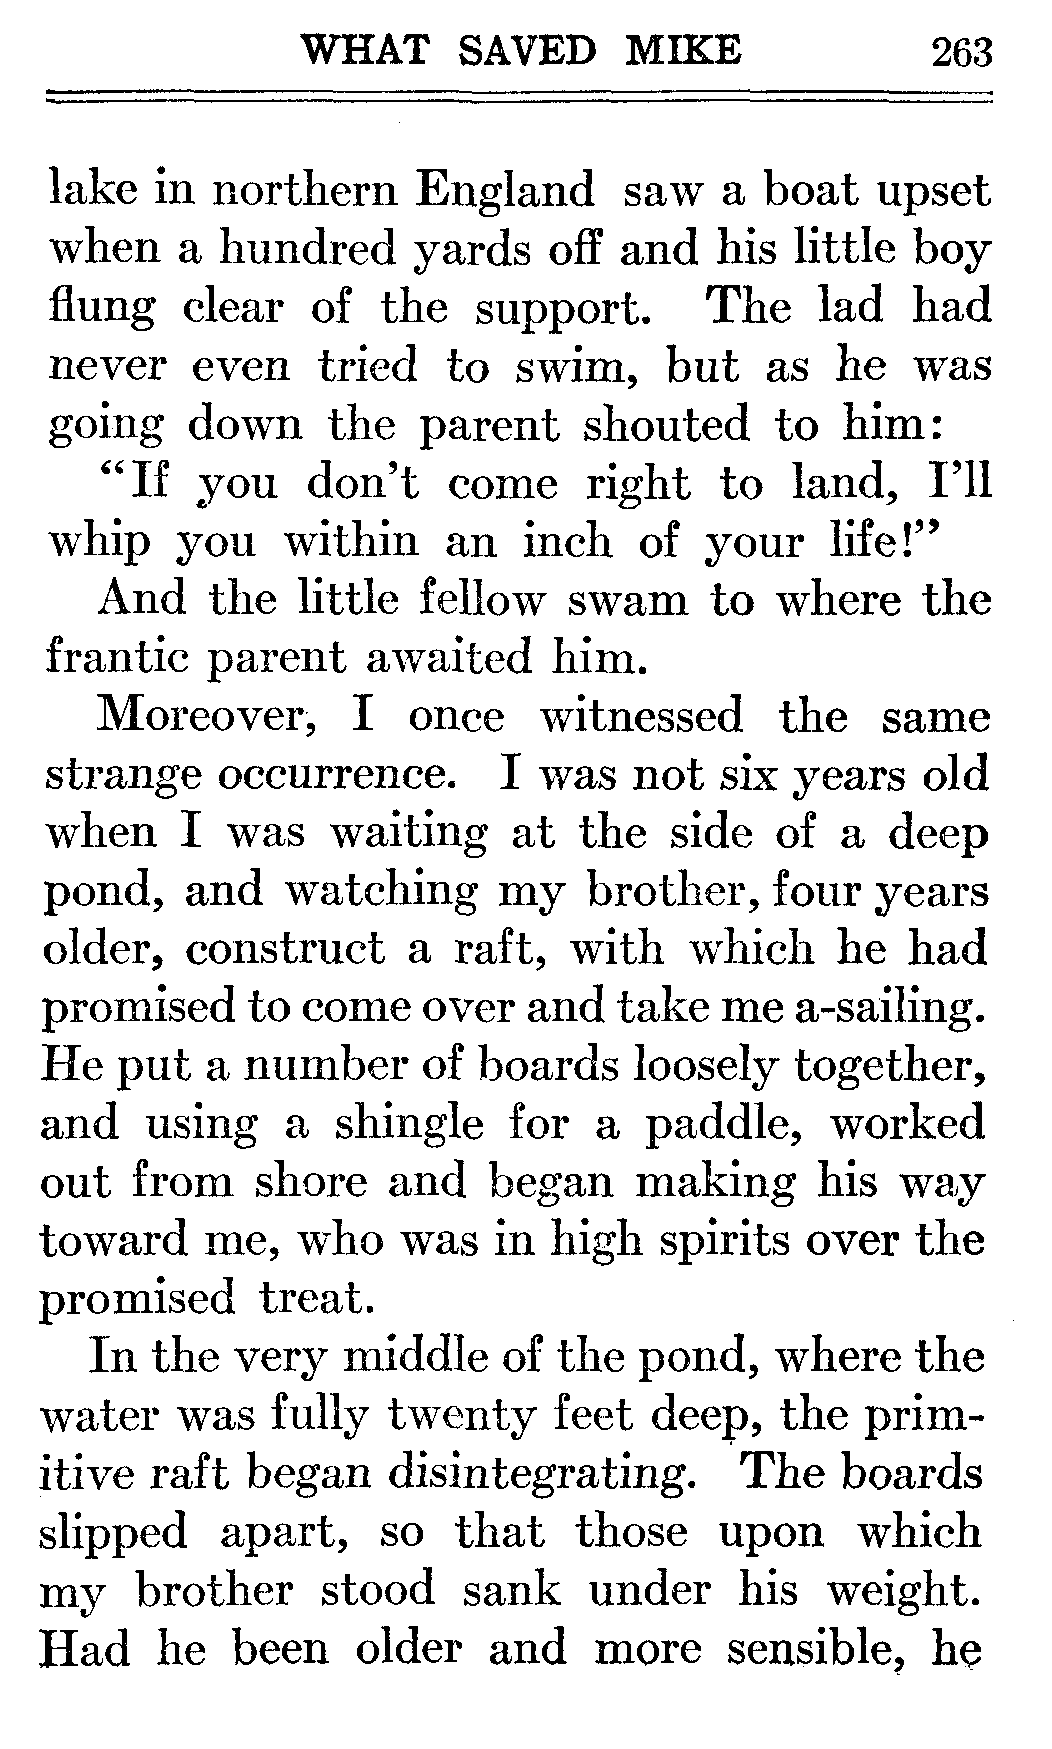 WHAT SAVED MIKE 263
lake in northern England saw a boat upset
when a hundred yards off and his little boy
flung clear of the support. The lad had
never even tried to swim, but as he was
going down the parent shouted to him:
“If you don’t come right to land, I’ll
whip you within an inch of your life!”
And the little fellow swam to where the
frantic parent awaited him.
Moreover, I once witnessed the same
strange occurrence. I was not six years old
when I was waiting at the side of a deep
pond, and watching my brother, four years
older, construct a raft, with which he had
promised to come over and take me a-sailing.
He put a number of boards loosely together,
and using a shingle for a paddle, worked
out from shore and began making his way
toward me, who was in high spirits over the
promised treat.
In the very middle of the pond, where the
water was fully twenty feet deep, the prim-
itive raft began disintegrating. The boards
slipped apart, so that those upon which
my brother stood sank under his weight.
Had he been older and more sensible, he